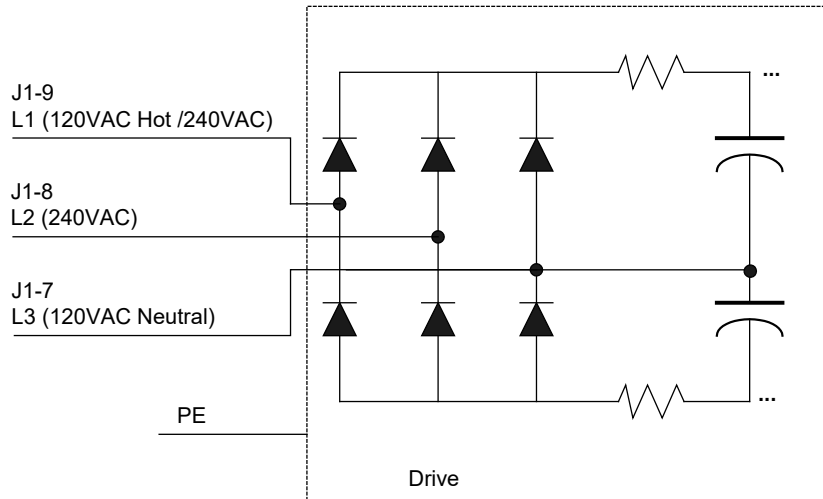 J1-9
L1 (120VAC Hot /240VAC)
...
J1-8
L2 (240VAC)
J1-7
L3 (120VAC Neutral)
...
PE
Drive